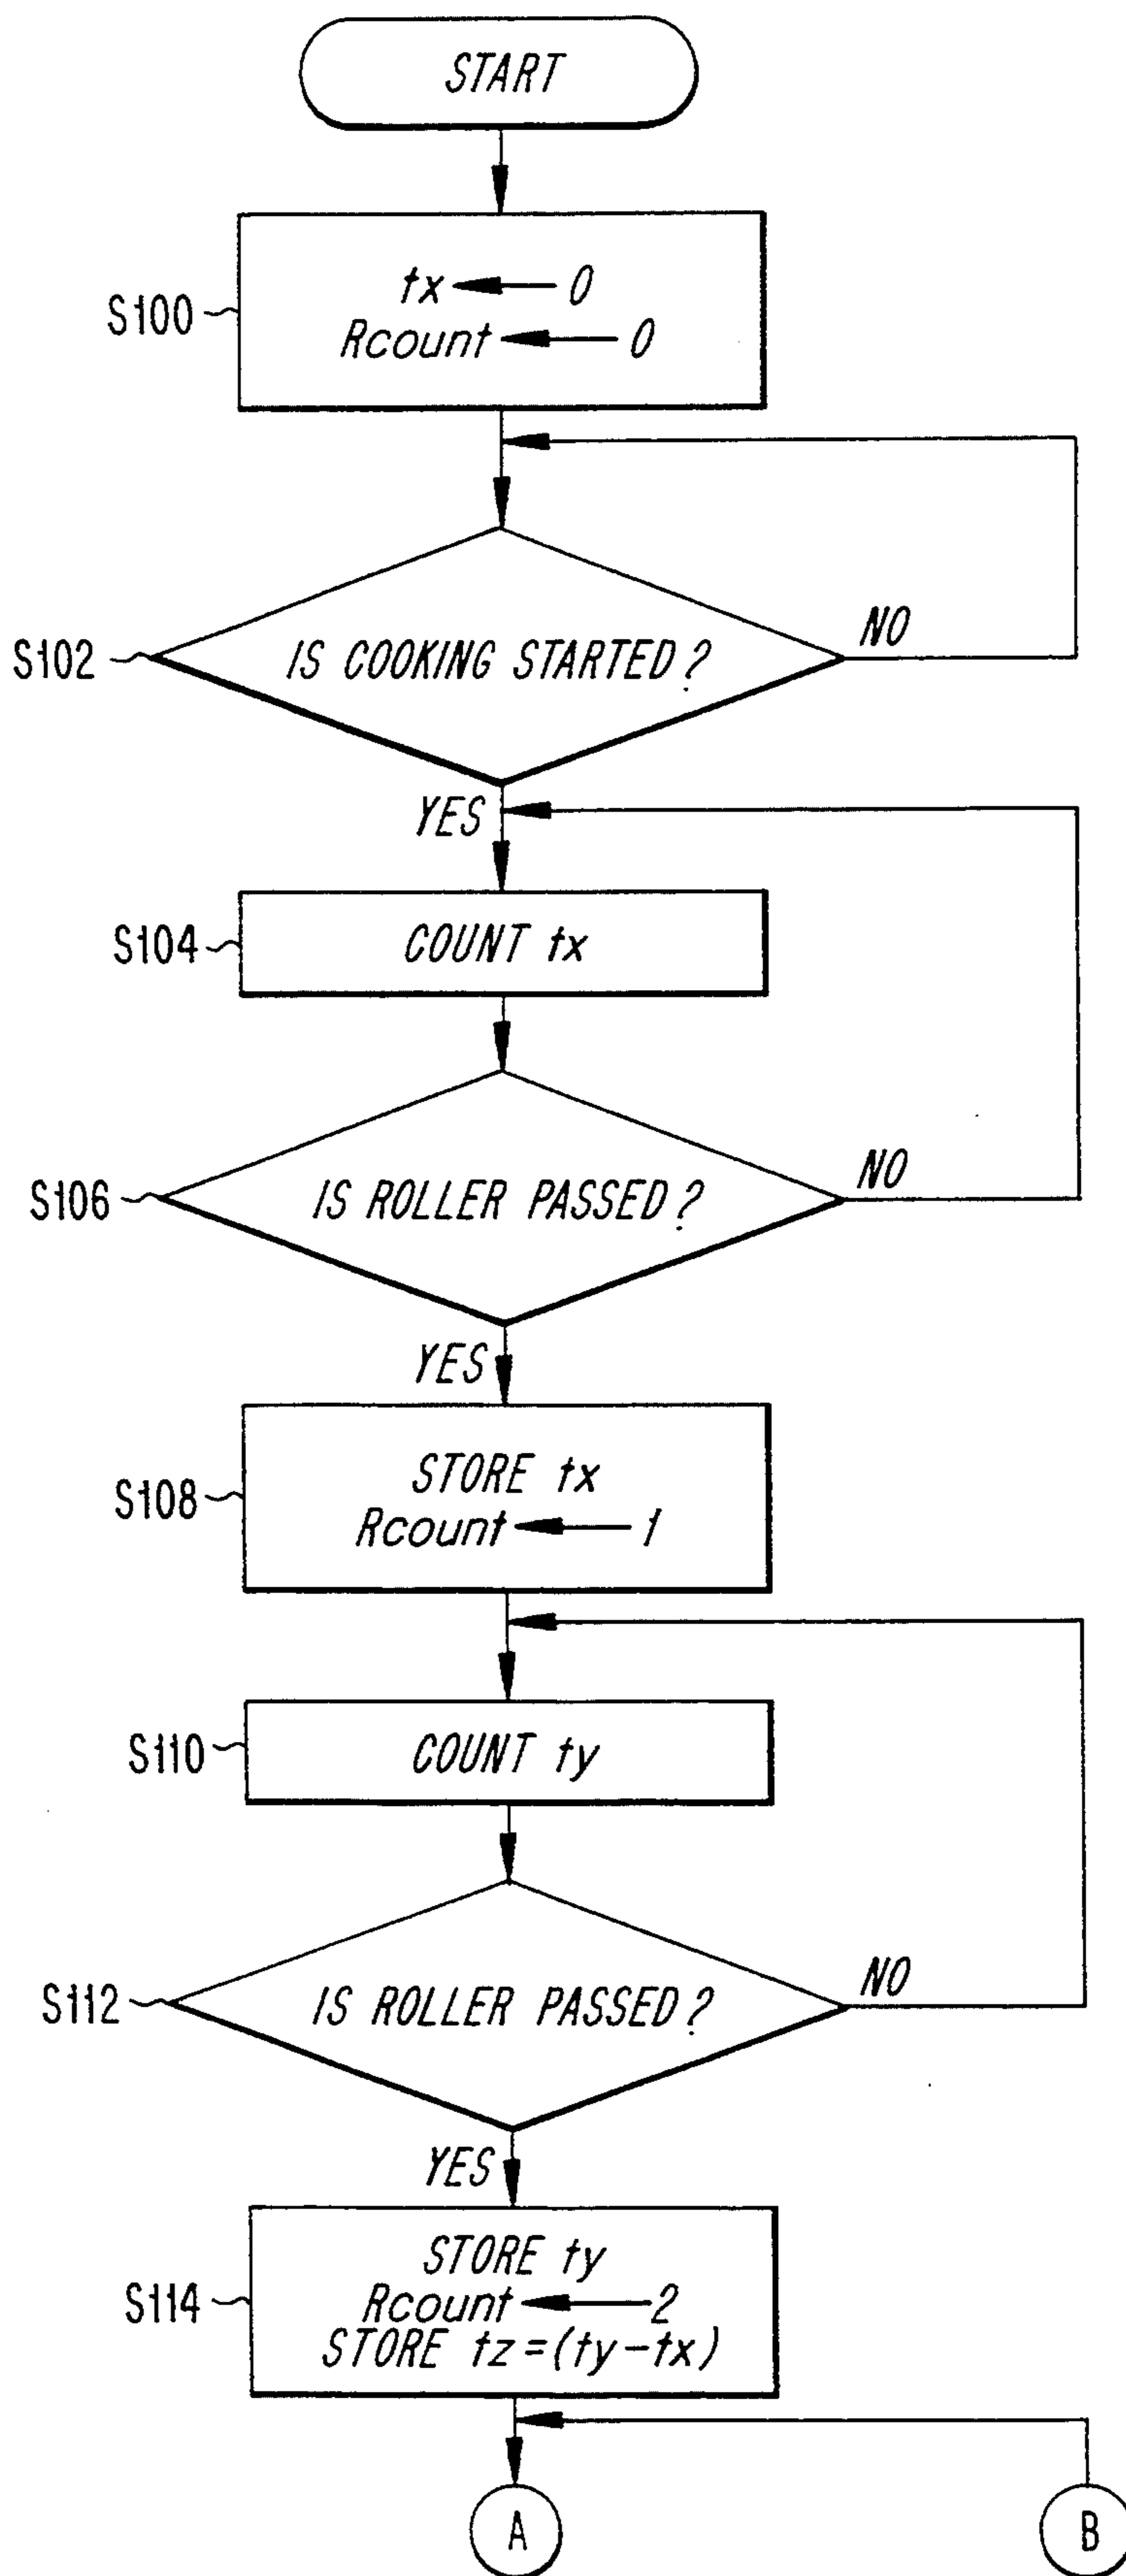 START
S100
tx ← 0
Rcount ← 0
S102
IS COOKING STARTED?
NO
YES
S104
COUNT tx
S106
IS ROLLER PASSED?
NO
YES
S108
STORE tx
Rcount ← 1
S110
COUNT ty
S112
IS ROLLER PASSED?
NO
YES
S114
STORE ty
Rcount ← 2
STORE tz=(ty-tx)
A
B